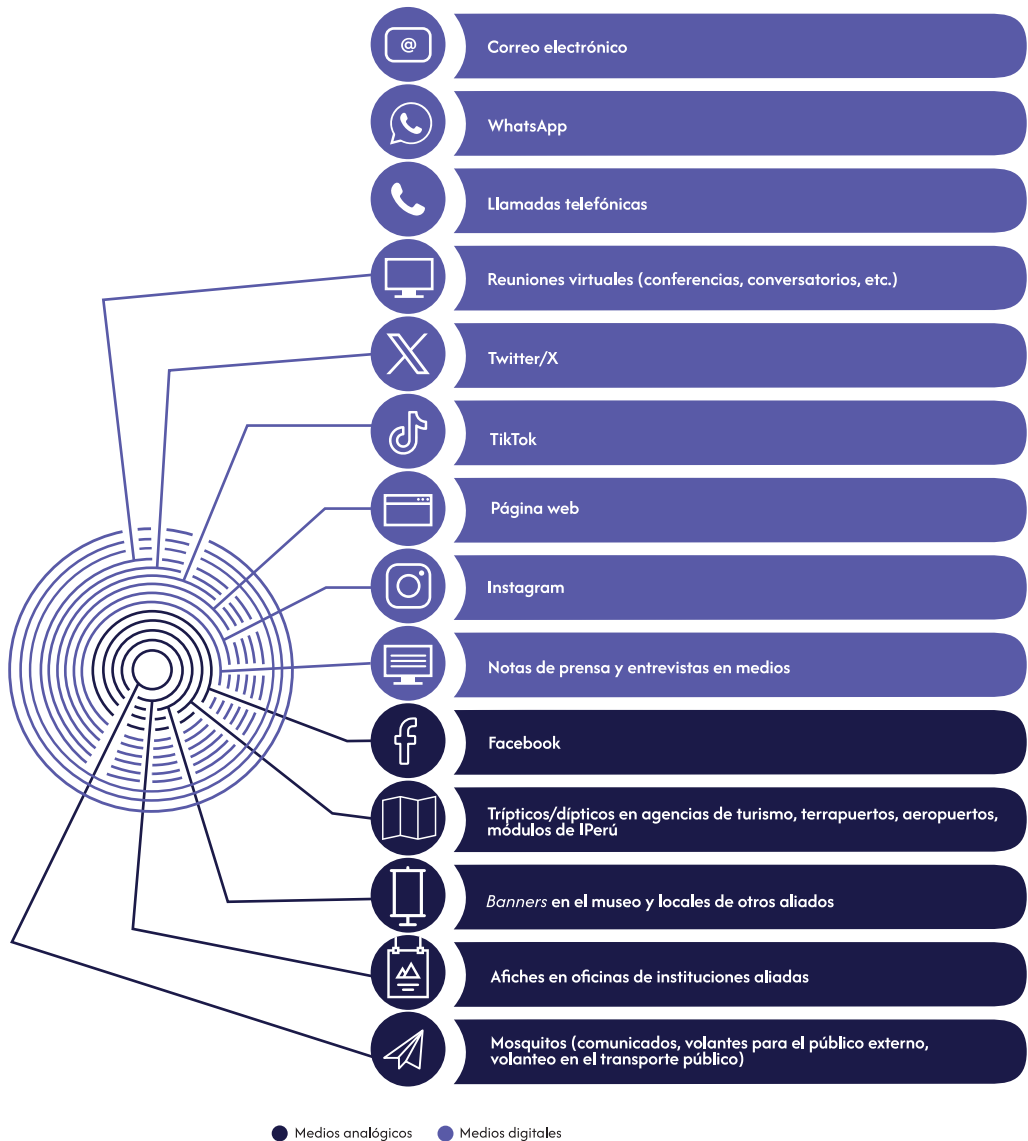 @
Correo electrónico
WhatsApp
Llamadas telefónicas
Reuniones virtuales (conferencias, conversatorios, etc.)
Twitter/X
TikTok
Página web
Instagram
Notas de prensa y entrevistas en medios
Facebook
Trípticos/dípticos en agencias de turismo, terrapuertos, aeropuertos,
módulos de IPerú
Banners en el museo y locales de otros aliados
Afiches en oficinas de instituciones aliadas
Mosquitos (comunicados, volantes para el público externo,
volanteo en el transporte público)
Medios analógicos
Medios digitales